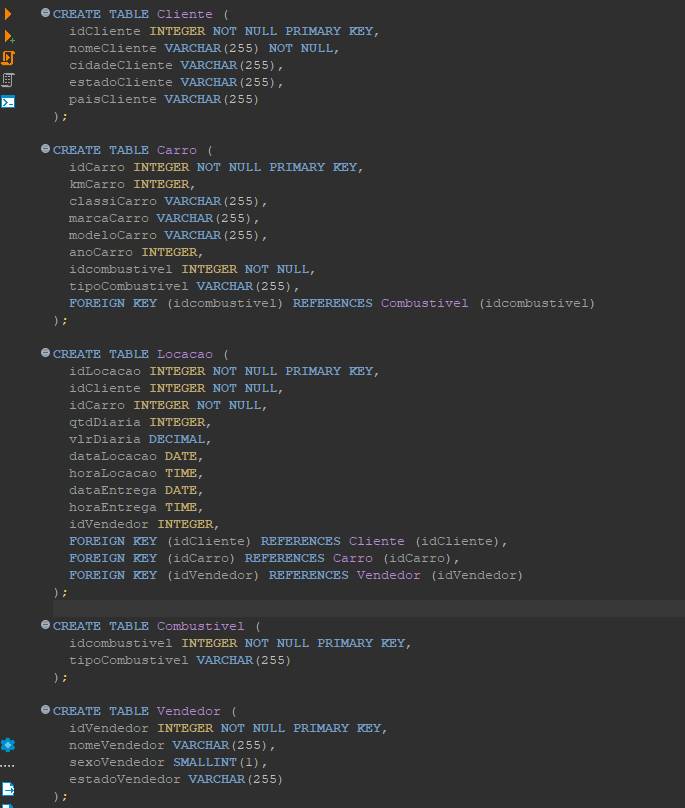 CREATE TABLE Cliente (
idCliente INTEGER NOT NULL PRIMARY KEY,
nomeCliente VARCHAR(255) NOT NULL,
cidadeCliente VARCHAR(255),
estadoCliente VARCHAR(255),
paisCliente VARCHAR(255)
);
CREATE TABLE Carro (
idCarro INTEGER NOT NULL PRIMARY KEY,
kmCarro INTEGER,
classiCarro VARCHAR(255),
marcaCarro VARCHAR(255),
modeloCarro VARCHAR(255),
anoCarro INTEGER,
idcombustivel INTEGER NOT NULL,
tipoCombustivel VARCHAR(255),
FOREIGN KEY (idcombustivel) REFERENCES Combustivel (idcombustivel)
);
CREATE TABLE Locacao (
idLocacao INTEGER NOT NULL PRIMARY KEY,
idCliente INTEGER NOT NULL,
idCarro INTEGER NOT NULL,
qtdDiaria INTEGER,
vlrDiaria DECIMAL,
dataLocacao DATE,
horaLocacao TIME,
dataEntrega DATE,
horaEntrega TIME,
idVendedor INTEGER,
FOREIGN KEY (idCliente) REFERENCES Cliente (idCliente),
FOREIGN KEY (idCarro) REFERENCES Carro (idCarro),
FOREIGN KEY (idVendedor) REFERENCES Vendedor (idVendedor)
);
CREATE TABLE Combustivel (
idcombustivel INTEGER NOT NULL PRIMARY KEY,
tipoCombustivel VARCHAR(255)
);
CREATE TABLE Vendedor (
idVendedor INTEGER NOT NULL PRIMARY KEY,
nomeVendedor VARCHAR(255),
sexoVendedor SMALLINT(1),
estadoVendedor VARCHAR(255)
);